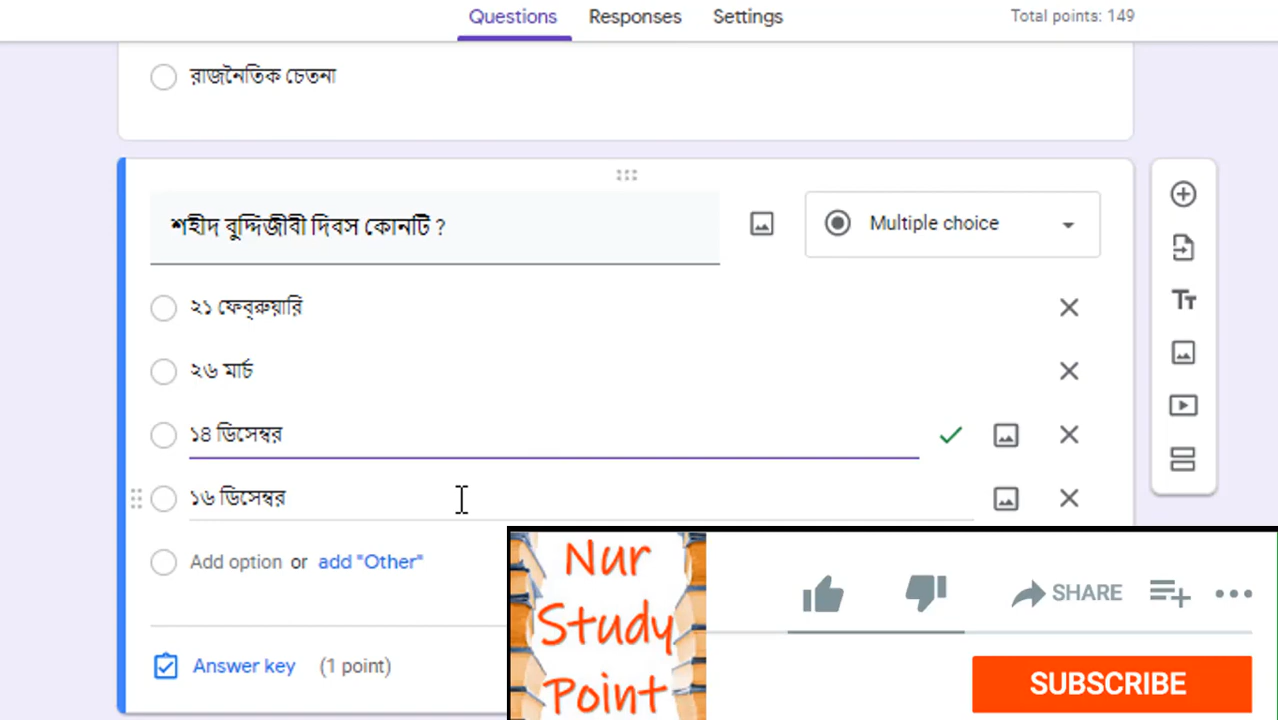 Questions Responses Settings Total points: 149
রাজনৈতিক চেতনা
শহীদ বুদ্দিজীবী দিবস কোনটি ? Multiple choice
২১ ফেব্রুয়ারি
২৬ মার্চ
১৪ ডিসেম্বর
১৬ ডিসেম্বর
Add option or add "Other"
Answer key (1 point)
Nur
Study
Point
SHARE
SUBSCRIBE
Tт